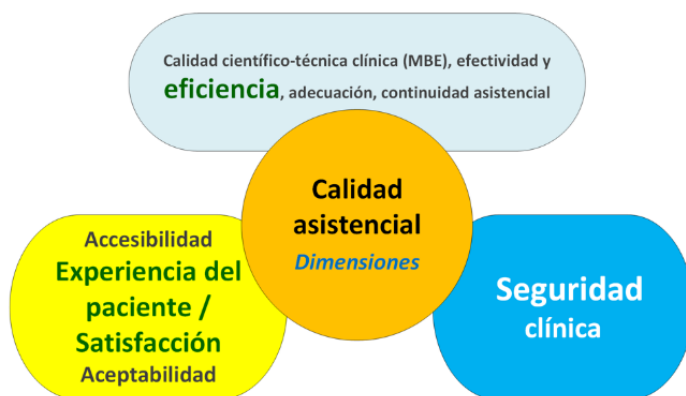 Calidad científico-técnica clínica (MBE), efectividad y
eficiencia, adecuación, continuidad asistencial
Calidad
asistencial
Dimensiones
Accesibilidad
Experiencia del
paciente /
Satisfacción
Aceptabilidad
Seguridad
clínica